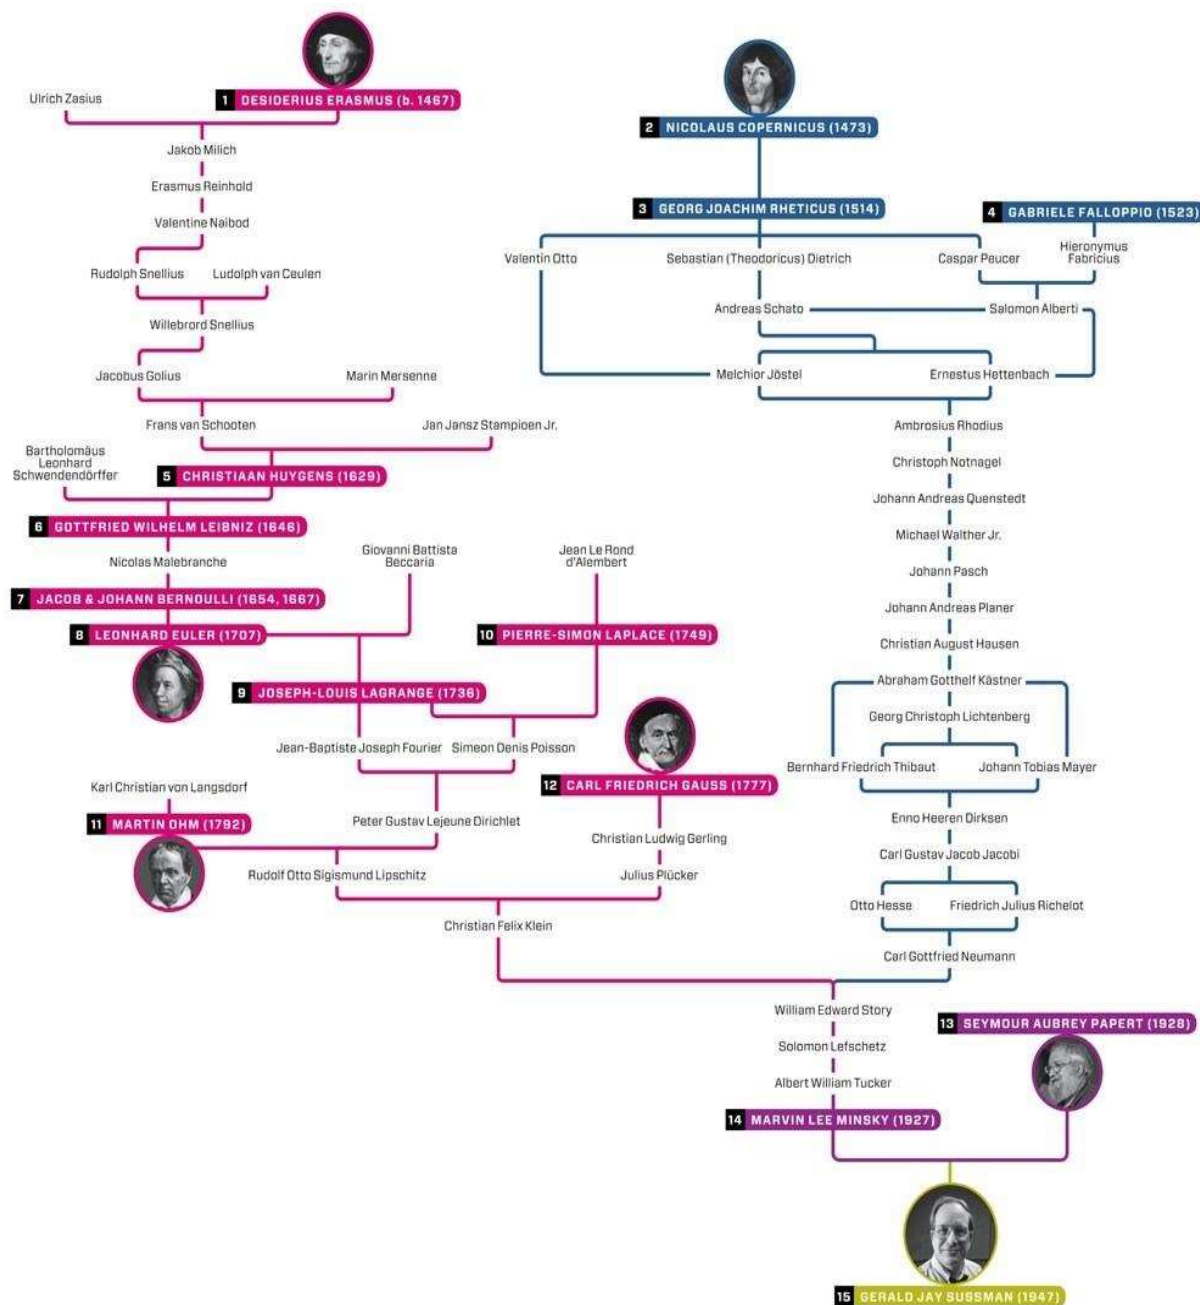 1 DESIDERIUS ERASMUS (b. 1467)
Ulrich Zasius
2 NICOLAUS COPERNICUS (1473)
Jakob Milich
Erasmus Reinhold
3 GEORG JOACHIM RHETICUS (1514)
4 GABRIELE FALLOPPIO (1523)
Valentine Naibod
Valentin Otto
Sebastian (Theodoricus) Dietrich
Caspar Peucer
Hieronymus
Fabricius
Rudolph Snellius
Ludolph van Ceulen
Andreas Schato
Salomon Alberti
Willebrord Snellius
Jacobus Golius
Marin Mersenne
Melchior Jöstel
Ernestus Hettenbach
Frans van Schooten
Jan Jansz Stampioen Jr.
Ambrosius Rhodius
Bartholomäus
Leonhard
Schwendendörffer
5 CHRISTIAAN HUYGENS (1629)
Christoph Notnagel
Johann Andreas Quenstedt
6 GOTTFRIED WILHELM LEIBNIZ (1646)
Michael Walther Jr.
Nicolas Malebranche
Giovanni Battista
Beccaria
Jean Le Rond
d'Alembert
Johann Pasch
7 JACOB & JOHANN BERNOULLI (1654, 1667)
Johann Andreas Planer
8 LEONHARD EULER (1707)
10 PIERRE-SIMON LAPLACE (1749)
Christian August Hausen
Abraham Gotthelf Kästner
9 JOSEPH-LOUIS LAGRANGE (1736)
Georg Christoph Lichtenberg
Jean-Baptiste Joseph Fourier
Simeon Denis Poisson
Bernhard Friedrich Thibaut
Johann Tobias Mayer
12 CARL FRIEDRICH GAUSS (1777)
Karl Christian von Langsdorf
Enno Heeren Dirksen
11 MARTIN OHM (1792)
Peter Gustav Lejeune Dirichlet
Christian Ludwig Gerling
Carl Gustav Jacob Jacobi
Rudolf Otto Sigismund Lipschitz
Julius Plücker
Otto Hesse
Friedrich Julius Richelot
Christian Felix Klein
Carl Gottfried Neumann
William Edward Story
13 SEYMOUR AUBREY PAPERT (1928)
Solomon Lefschetz
Albert William Tucker
14 MARVIN LEE MINSKY (1927)
15 GERALD JAY SUSSMAN (1947)